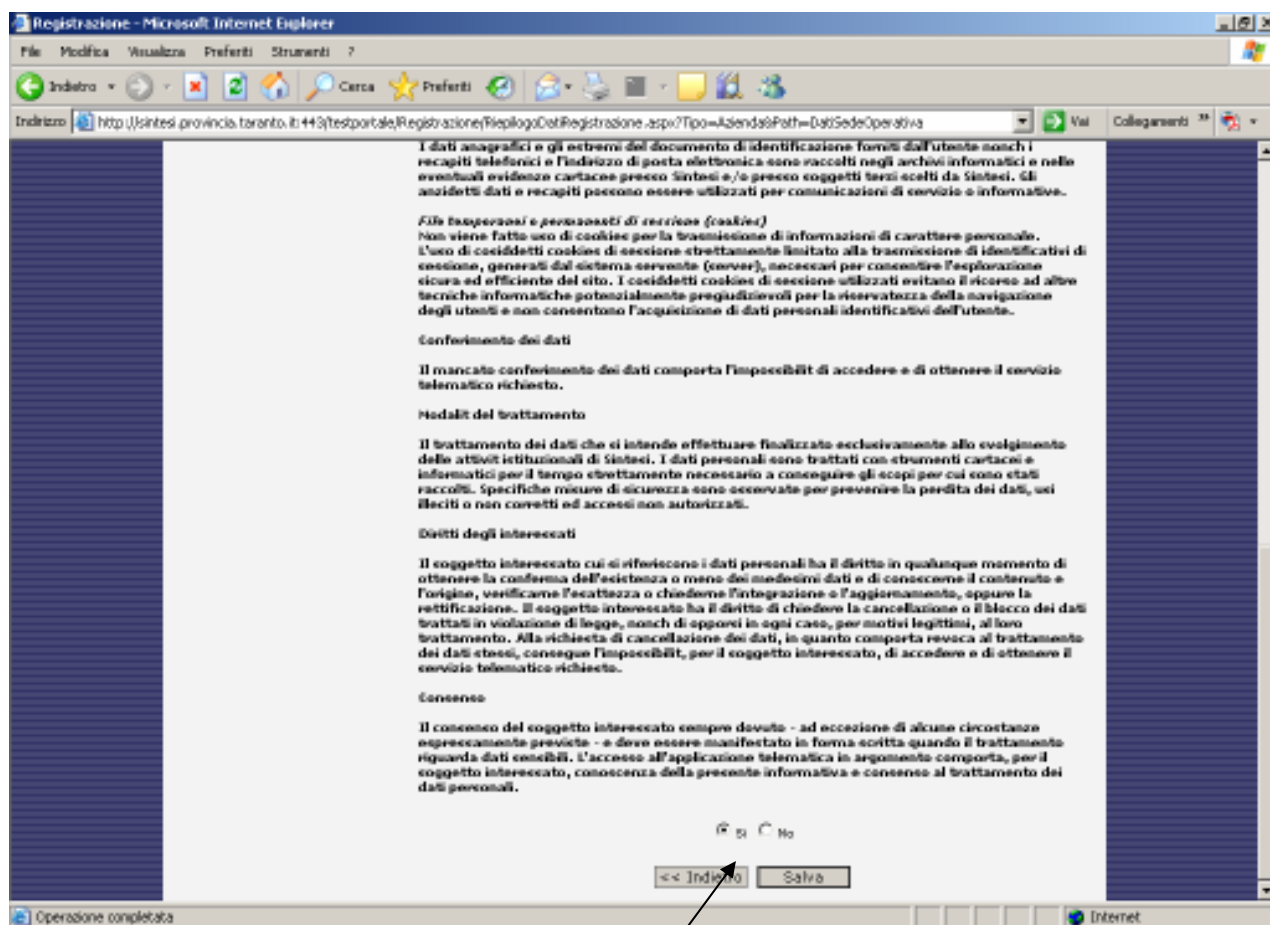 Registrazione - Microsoft Internet Explorer
File Modifica Visualizza Preferiti Strumenti ?
Indietro Cerca Preferiti
Indirizzo http://sintesi.provincia.taranto.it:443/testportale/Registrazione/RiepilogoDatiRegistrazione.aspx?Tipo=Azienda&Path=DatiSedeOperativa Vai Collegamenti »
I dati anagrafici e gli estremi del documento di identificazione forniti dall'utente nonch i
recapiti telefonici e l'indirizzo di posta elettronica sono raccolti negli archivi informatici e nelle
eventuali evidenze cartacee presso Sintesi e/o presso soggetti terzi scelti da Sintesi. Gli
anzidetti dati e recapiti possono essere utilizzati per comunicazioni di servizio o informative.
File temporanei e permanenti di sessione (cookies)
Non viene fatto uso di cookies per la trasmissione di informazioni di carattere personale.
L'uso di cosiddetti cookies di sessione strettamente limitato alla trasmissione di identificativi di
sessione, generati dal sistema servente (server), necessari per consentire l'esplorazione
sicura ed efficiente del sito. I cosiddetti cookies di sessione utilizzati evitano il ricorso ad altre
tecniche informatiche potenzialmente pregiudizievoli per la riservatezza della navigazione
degli utenti e non consentono l'acquisizione di dati personali identificativi dell'utente.
Conferimento dei dati
Il mancato conferimento dei dati comporta l'impossibilit di accedere e di ottenere il servizio
telematico richiesto.
Modalit del trattamento
Il trattamento dei dati che si intende effettuare finalizzato esclusivamente allo svolgimento
delle attivit istituzionali di Sintesi. I dati personali sono trattati con strumenti cartacei e
informatici per il tempo strettamente necessario a conseguire gli scopi per cui sono stati
raccolti. Specifiche misure di sicurezza sono osservate per prevenire la perdita dei dati, usi
illeciti o non corretti ed accessi non autorizzati.
Diritti degli interessati
Il soggetto interessato cui si riferiscono i dati personali ha il diritto in qualunque momento di
ottenere la conferma dell'esistenza o meno dei medesimi dati e di conoscerne il contenuto e
l'origine, verificarne l'esattezza o chiederne l'integrazione o l'aggiornamento, oppure la
rettificazione. Il soggetto interessato ha il diritto di chiedere la cancellazione o il blocco dei dati
trattati in violazione di legge, nonch di opporsi in ogni caso, per motivi legittimi, al loro
trattamento. Alla richiesta di cancellazione dei dati, in quanto comporta revoca al trattamento
dei dati stessi, consegue l'impossibilit, per il soggetto interessato, di accedere e di ottenere il
servizio telematico richiesto.
Consenso
Il consenso del soggetto interessato sempre dovuto - ad eccezione di alcune circostanze
espressamente previste - e deve essere manifestato in forma scritta quando il trattamento
riguarda dati sensibili. L'accesso all'applicazione telematica in argomento comporta, per il
soggetto interessato, conoscenza della presente informativa e consenso al trattamento dei
dati personali.
Si No
<< Indietro Salva
Operazione completata Internet